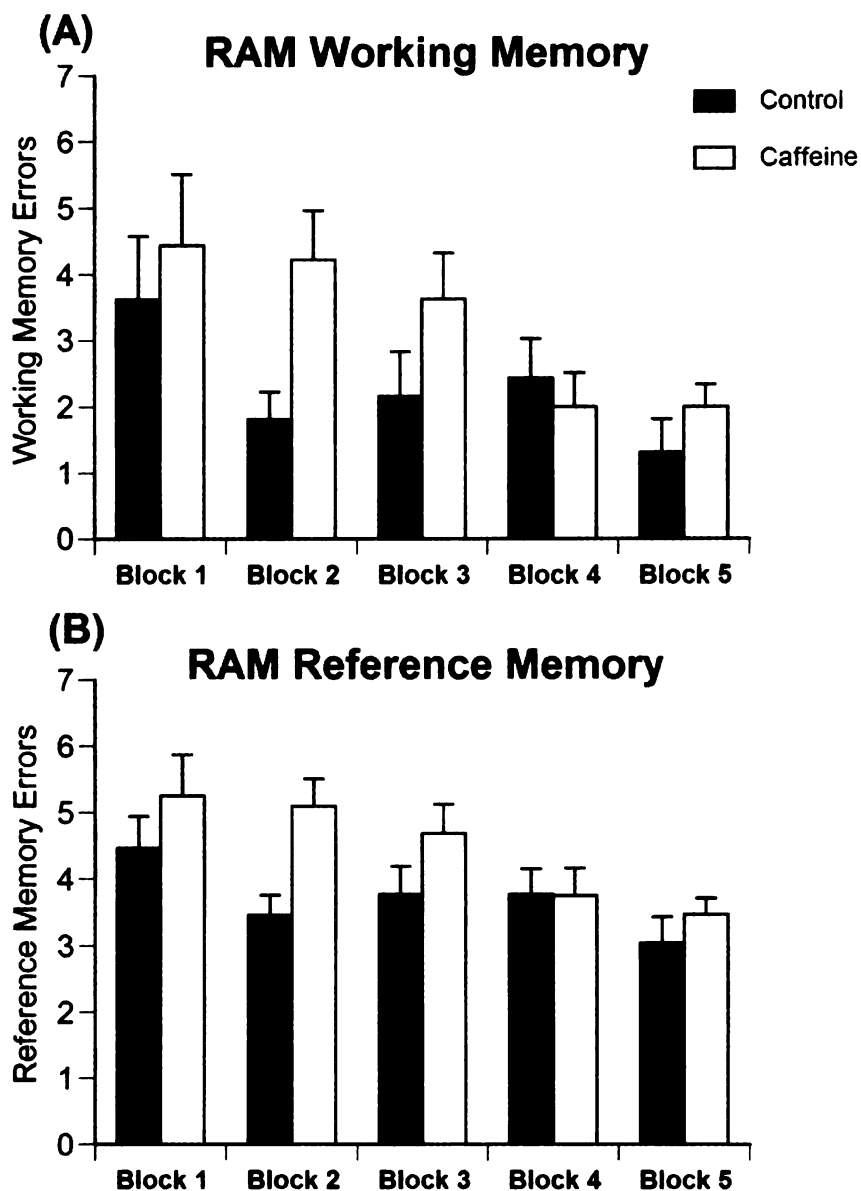 (A)
RAM Working Memory
Control
Caffeine
Working Memory Errors
7
6
5
4
3
2
1
0
Block 1 Block 2 Block 3 Block 4 Block 5
(B)
RAM Reference Memory
Reference Memory Errors
7
6
5
4
3
2
1
0
Block 1 Block 2 Block 3 Block 4 Block 5